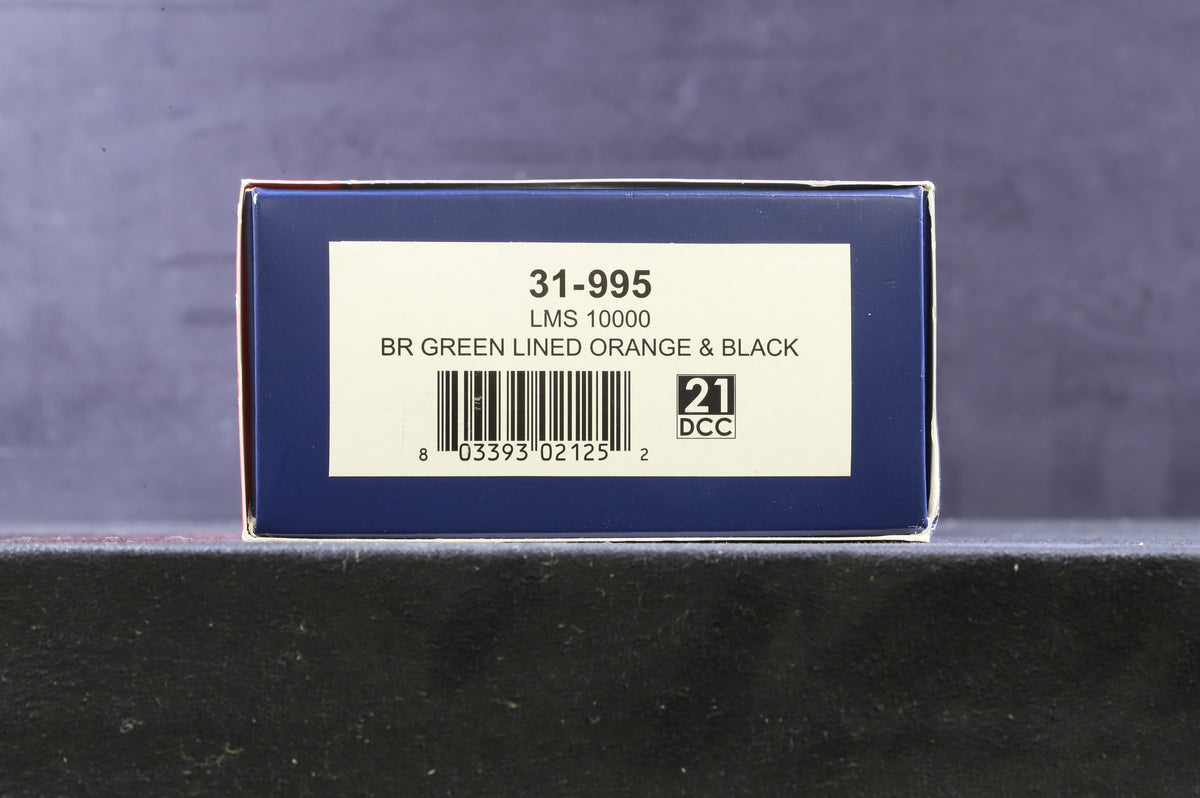 31-995
LMS 10000
BR GREEN LINED ORANGE & BLACK
21
DCC
8 03393 02125 2